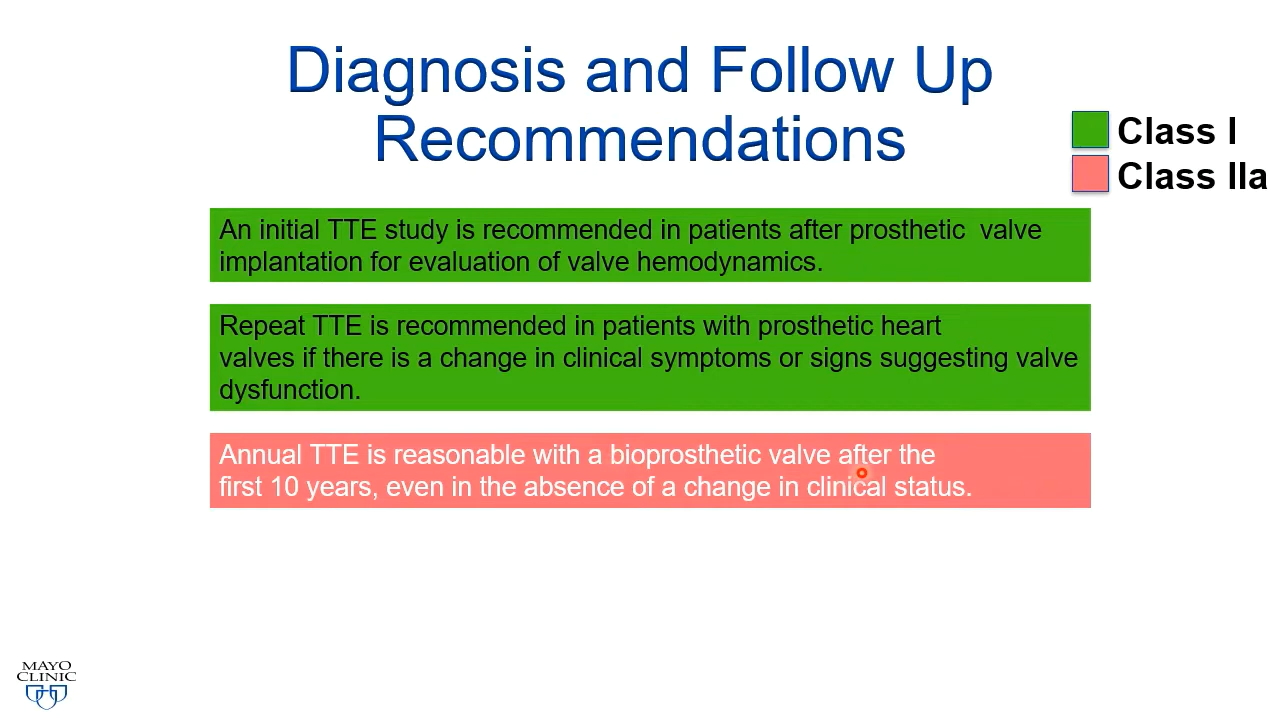 Diagnosis and Follow Up
Recommendations
Class I
Class IIa
An initial TTE study is recommended in patients after prosthetic valve
implantation for evaluation of valve hemodynamics.
Repeat TTE is recommended in patients with prosthetic heart
valves if there is a change in clinical symptoms or signs suggesting valve
dysfunction.
Annual TTE is reasonable with a bioprosthetic valve after the
first 10 years, even in the absence of a change in clinical status.
MAYO
CLINIC